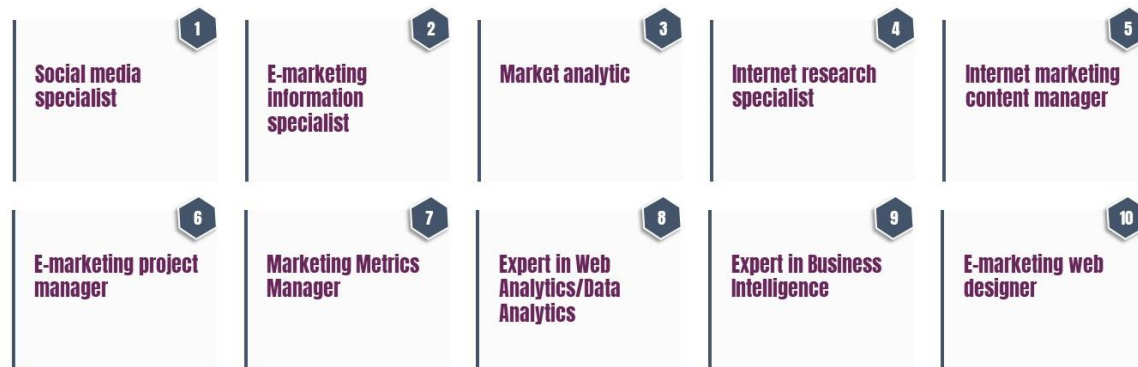 1
Social media
specialist
2
E-marketing
information
specialist
3
Market analytic
4
Internet research
specialist
5
Internet marketing
content manager
6
E-marketing project
manager
7
Marketing Metrics
Manager
8
Expert in Web
Analytics/Data
Analytics
9
Expert in Business
Intelligence
10
E-marketing web
designer